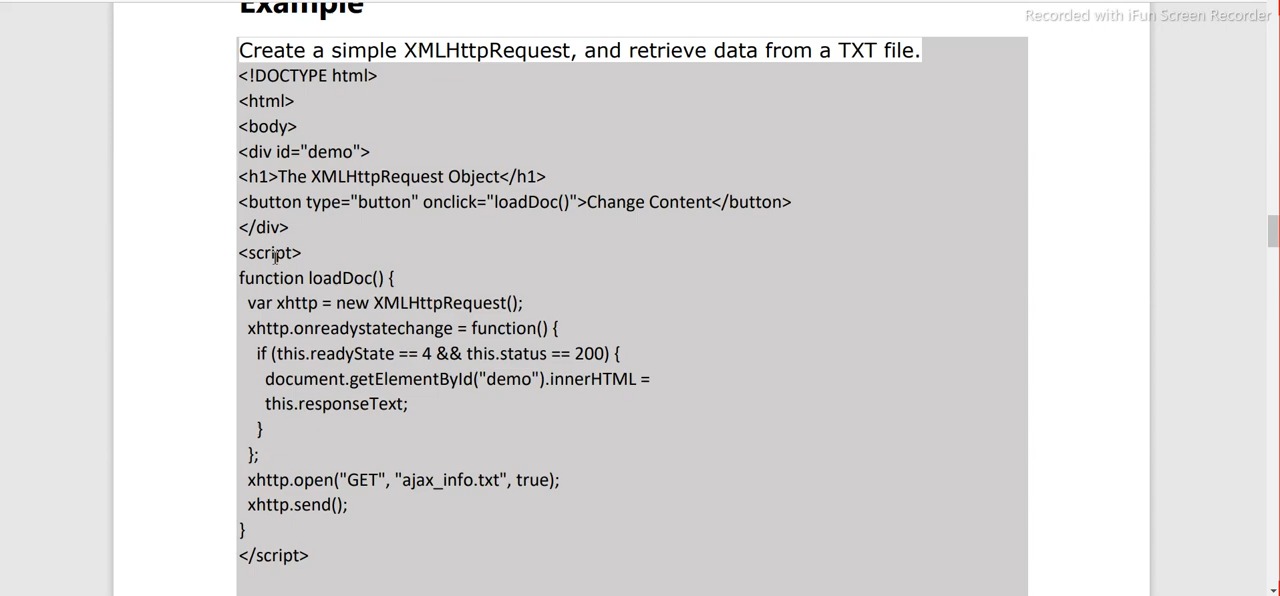 Example
Recorded with iFun Screen Recorder
Create a simple XMLHttpRequest, and retrieve data from a TXT file.
<!DOCTYPE html>
<html>
<body>
<div id="demo">
<h1>The XMLHttpRequest Object</h1>
<button type="button" onclick="loadDoc()">Change Content</button>
</div>
<script>
function loadDoc() {
  var xhttp = new XMLHttpRequest();
  xhttp.onreadystatechange = function() {
    if (this.readyState == 4 && this.status == 200) {
      document.getElementById("demo").innerHTML =
      this.responseText;
    }
  };
  xhttp.open("GET", "ajax_info.txt", true);
  xhttp.send();
}
</script>